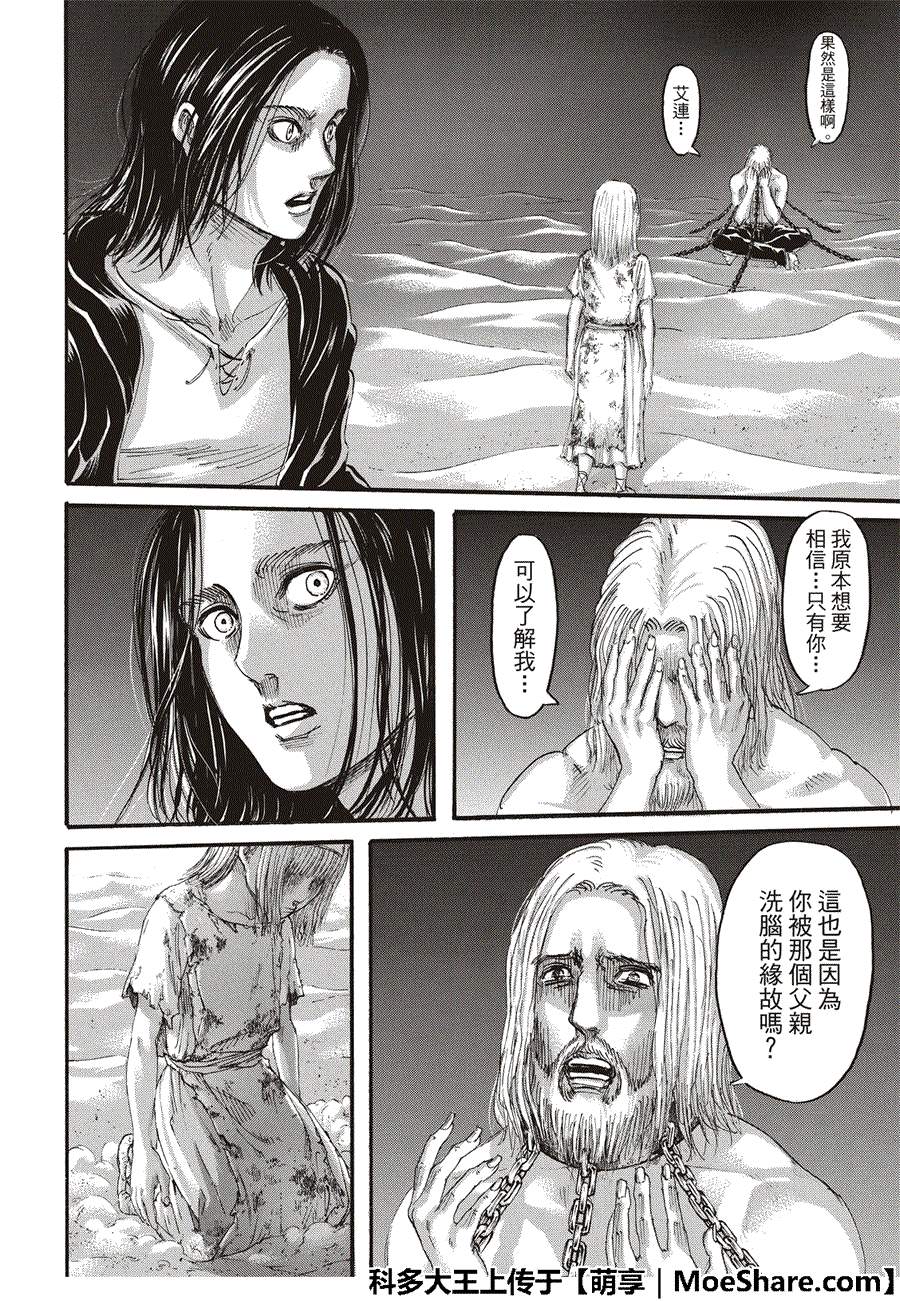 果然是這樣啊。
艾連…
我原本想要
相信…只有你…
可以了解我…
這也是因為
你被那個父親
洗腦的緣故嗎？
科多大王上传于【萌享｜MoeShare.com】